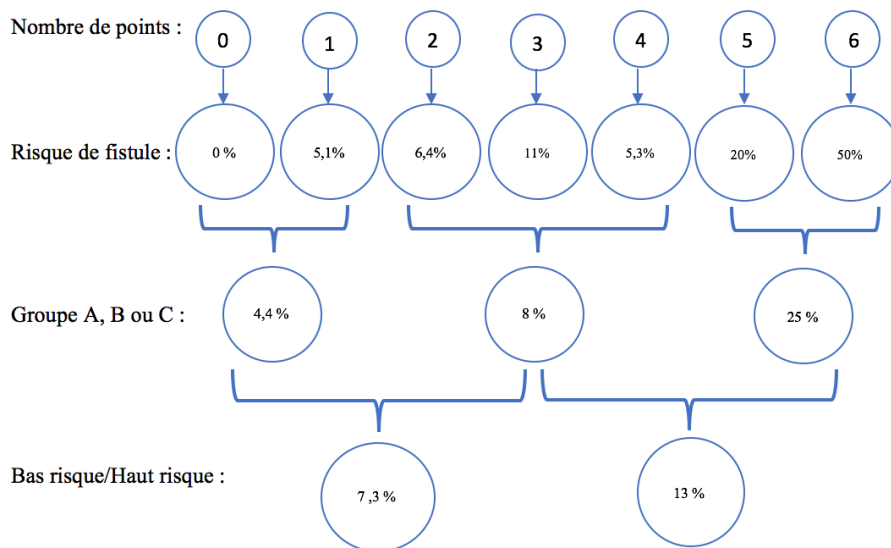 Nombre de points :
0 1 2 3 4 5 6
Risque de fistule :
0 % 5,1% 6,4% 11% 5,3% 20% 50%
Groupe A, B ou C :
4,4 % 8 % 25 %
Bas risque/Haut risque :
7 ,3 % 13 %